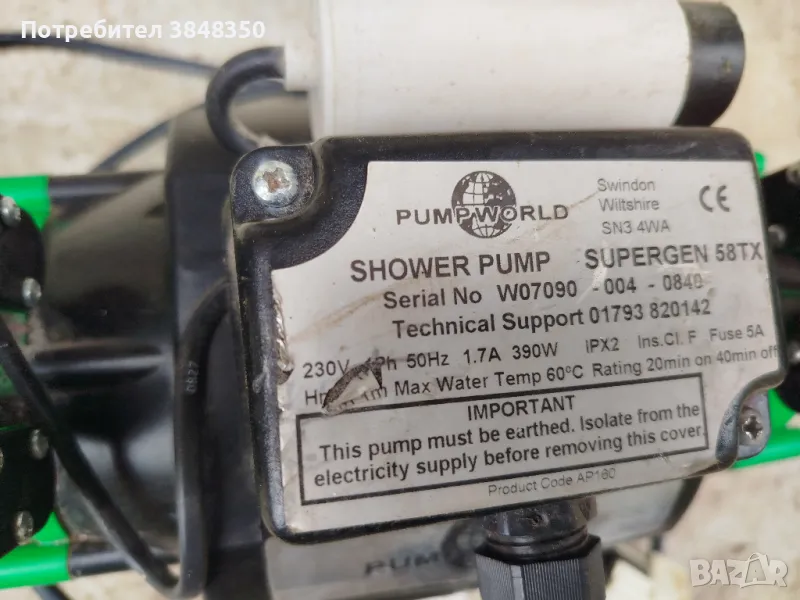 Потребител 3848350
PUMPWORLD
Swindon
Wiltshire
SN3 4WA
CE
SHOWER PUMP SUPERGEN 58TX
Serial No W07090 - 004 - 0840
Technical Support 01793 820142
230V 50Hz 1.7A 390W IPX2 Ins.Cl. F Fuse 5A
Max Water Temp 60°C Rating 20min on 40min off
IMPORTANT
This pump must be earthed. Isolate from the
electricity supply before removing this cover.
Product Code AP160
PUMPWORLD
BAZAR